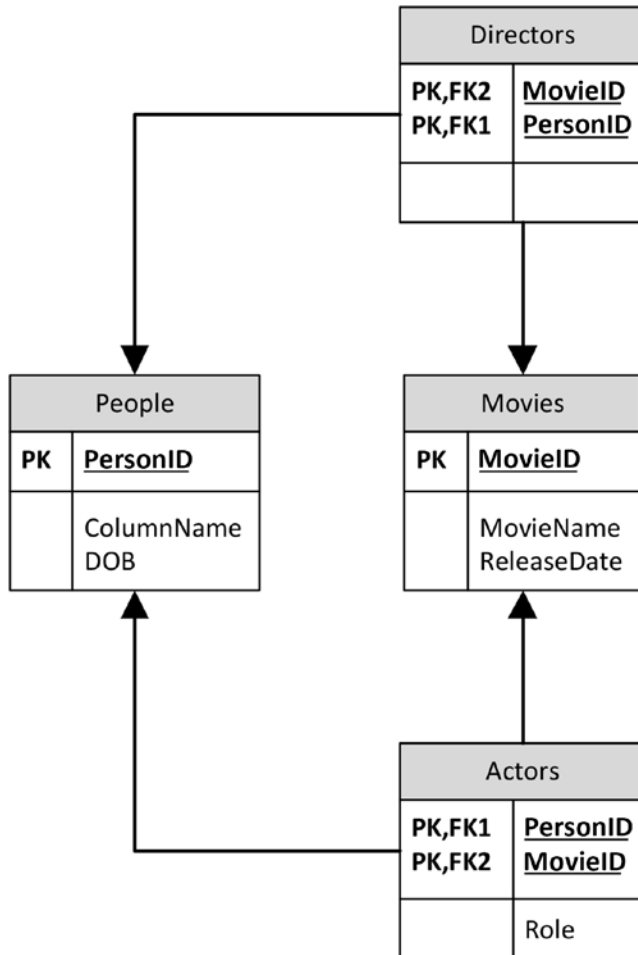 Directors
PK,FK2 MovieID
PK,FK1 PersonID
People
PK PersonID
ColumnName
DOB
Movies
PK MovieID
MovieName
ReleaseDate
Actors
PK,FK1 PersonID
PK,FK2 MovieID
Role